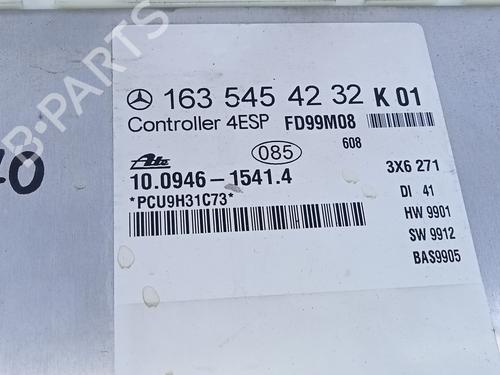 B-PARTS
163 545 42 32 K 01
Controller 4ESP FD99M08
608
Ate 085
10.0946-1541.4 3X6 271
*PCU9H31C73* DI 41
HW 9901
SW 9912
BAS9905